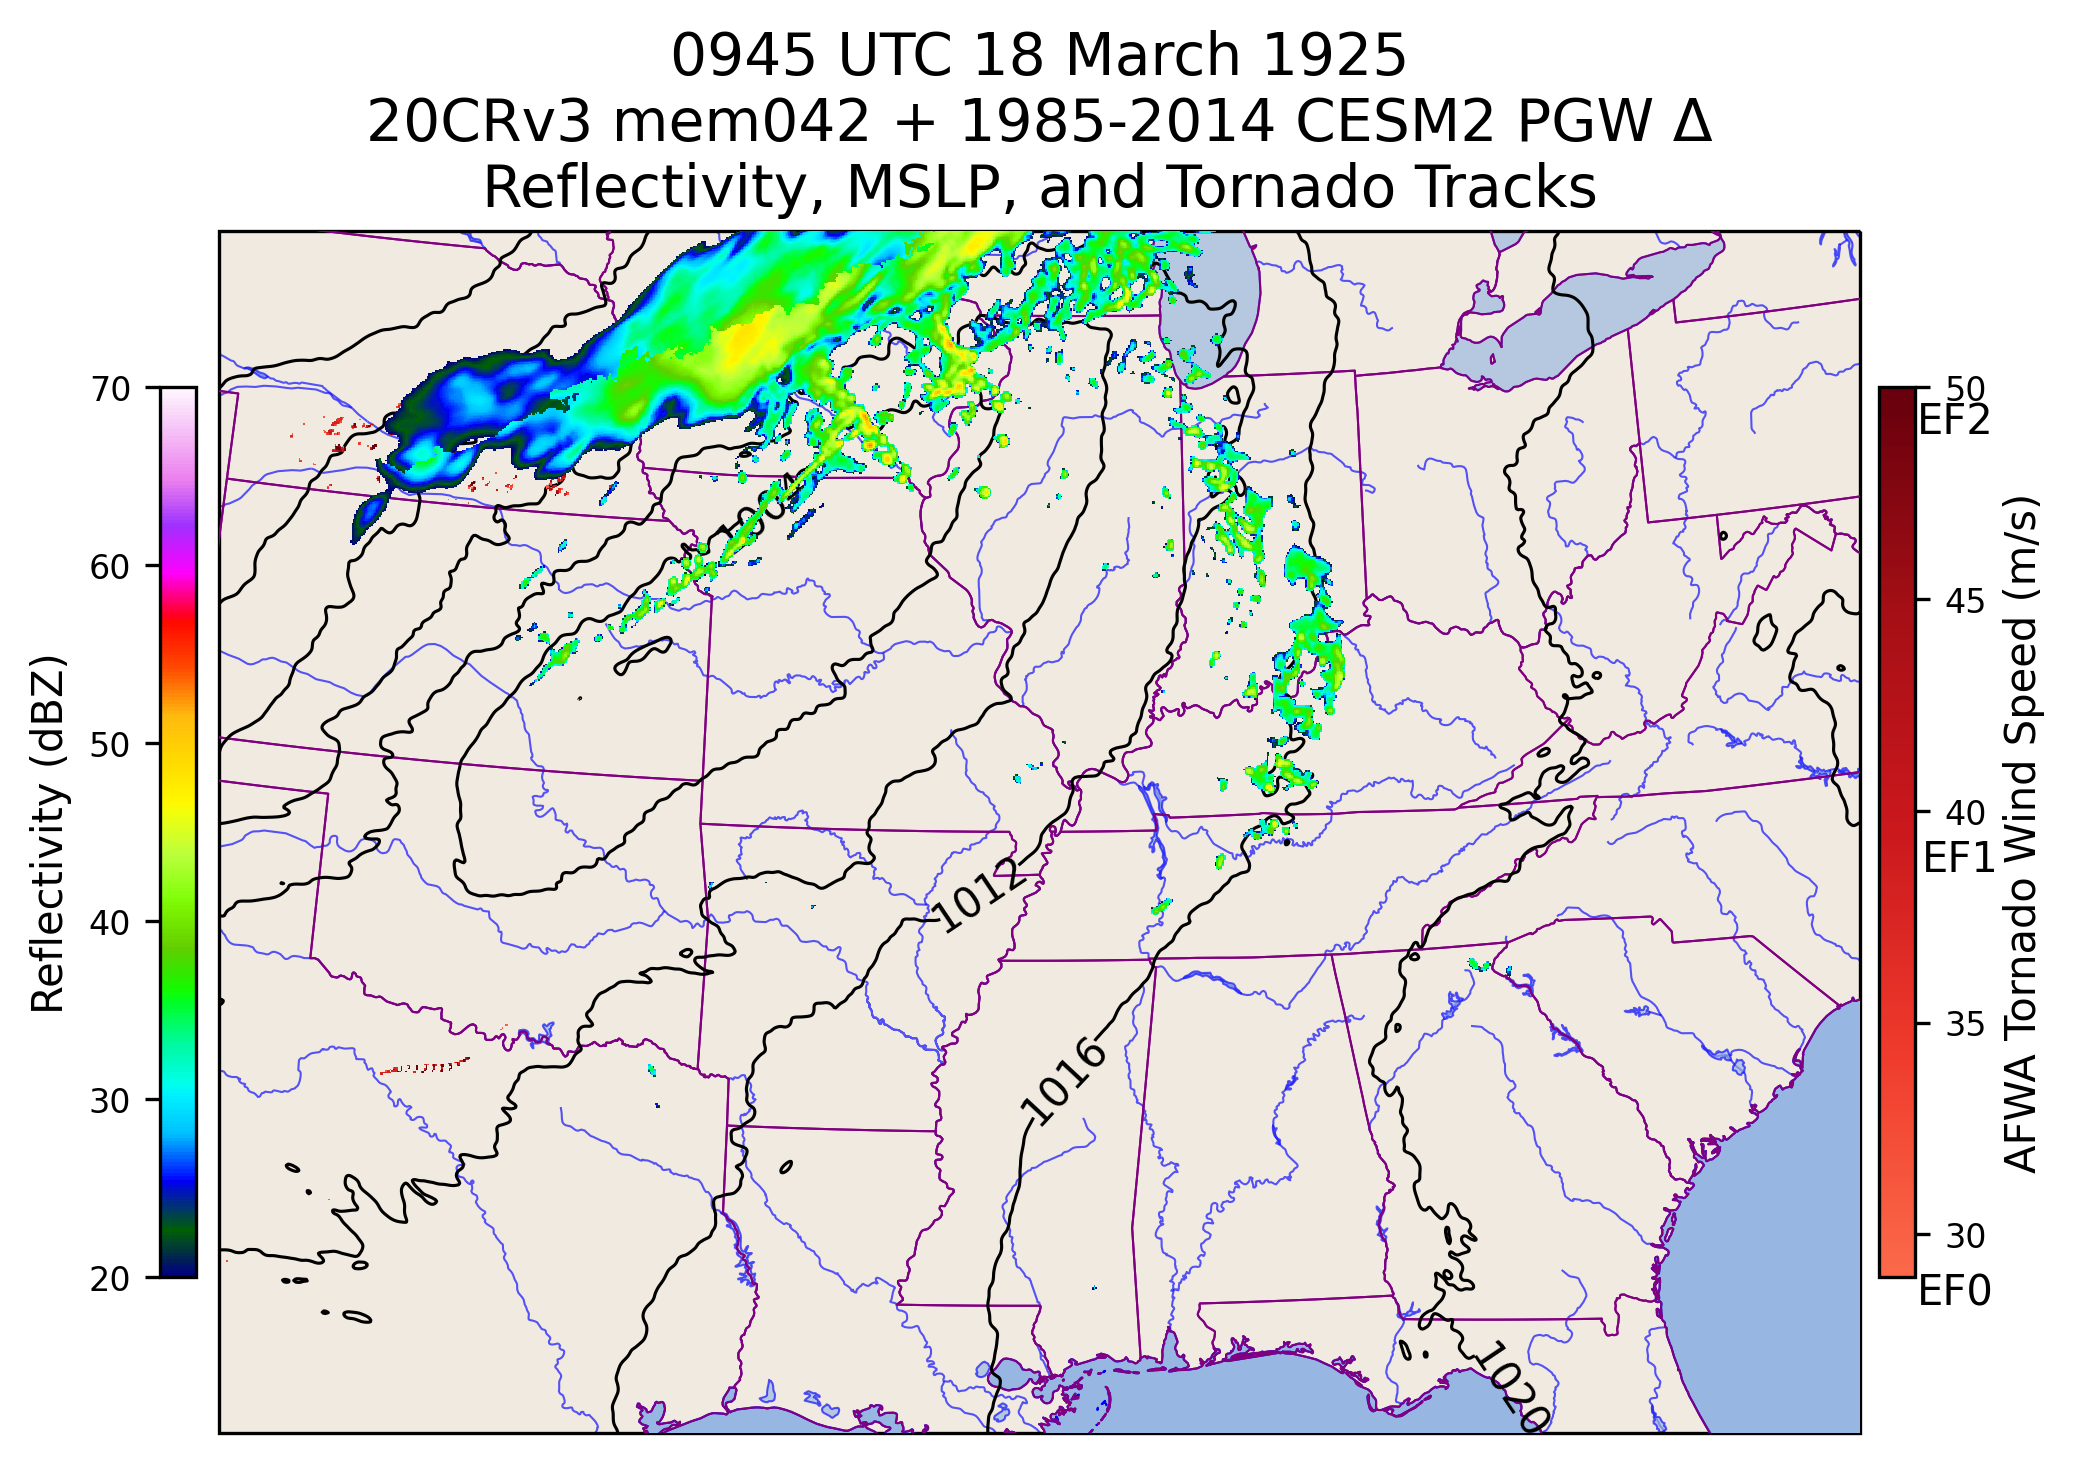 0945 UTC 18 March 1925
20CRv3 mem042 + 1985-2014 CESM2 PGW Δ
Reflectivity, MSLP, and Tornado Tracks
Reflectivity (dBZ)
70
60
50
40
30
20
1012
1016
1020
50
EF2
45
40
EF1
35
30
EF0
AFWA Tornado Wind Speed (m/s)